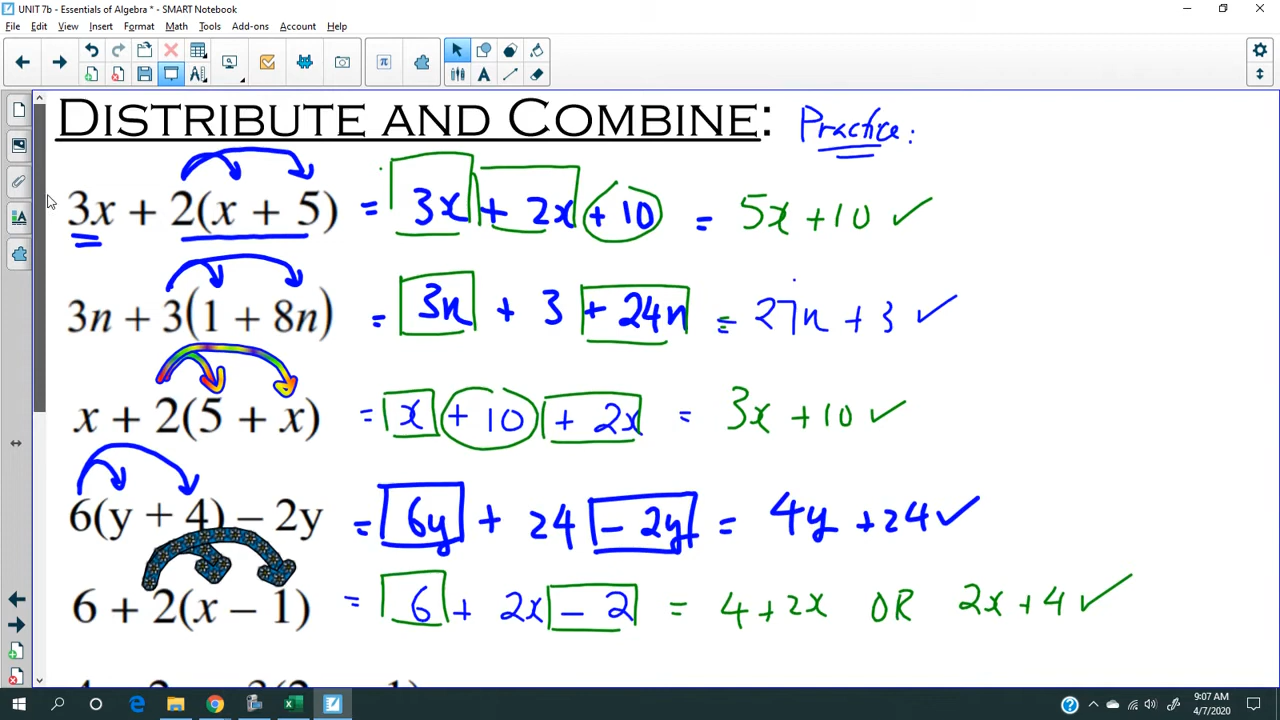 UNIT 7b - Essentials of Algebra * - SMART Notebook
File Edit View Insert Format Math Tools Add-ons Account Help
DISTRIBUTE AND COMBINE: Practice:
3x + 2(x + 5) = 3x + 2x + 10 = 5x + 10 ✓
3n + 3(1 + 8n) = 3n + 3 + 24n = 27n + 3 ✓
x + 2(5 + x) = x + 10 + 2x = 3x + 10 ✓
6(y + 4) – 2y = 6y + 24 – 2y = 4y + 24 ✓
6 + 2(x – 1) = 6 + 2x – 2 = 4 + 2x OR 2x + 4 ✓
9:07 AM
4/7/2020